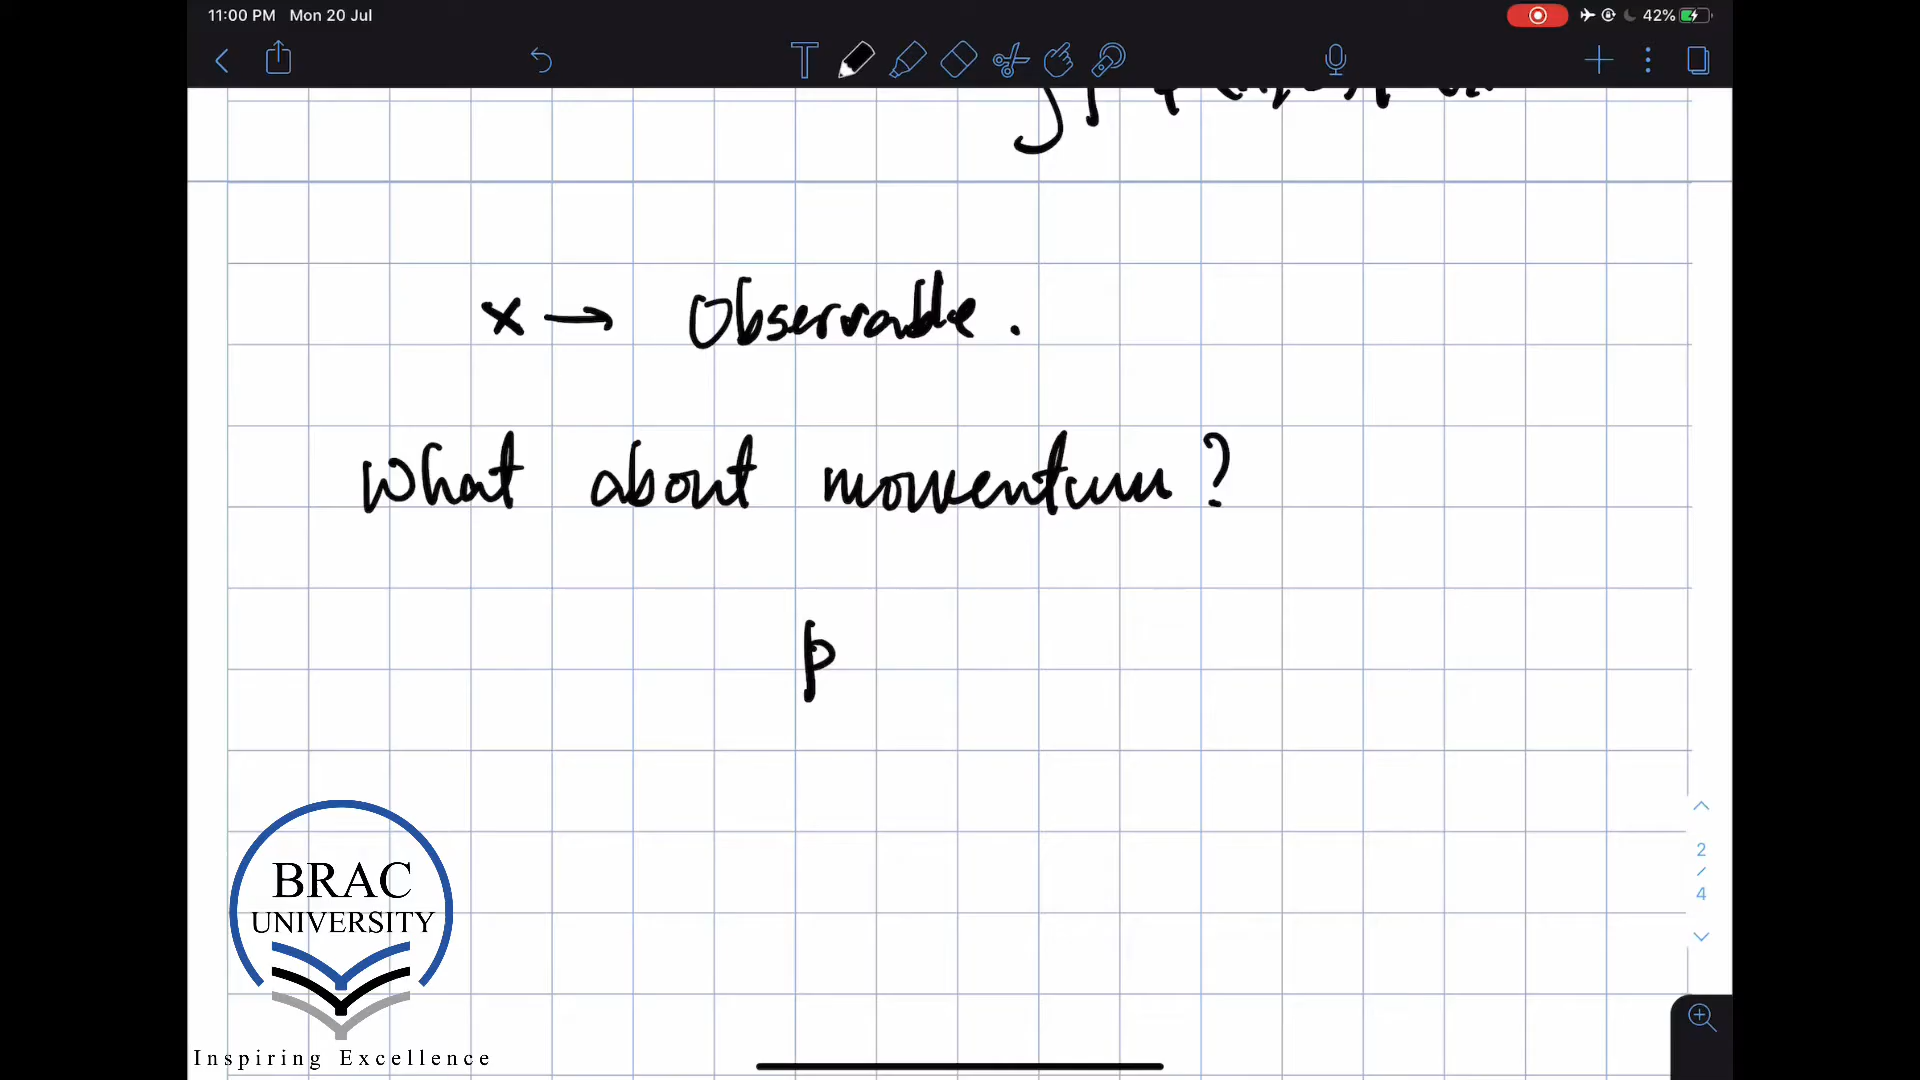 11:00 PM Mon 20 Jul
42%
x → Observable.
What about momentum?
p
2
/
4
BRAC
UNIVERSITY
Inspiring Excellence